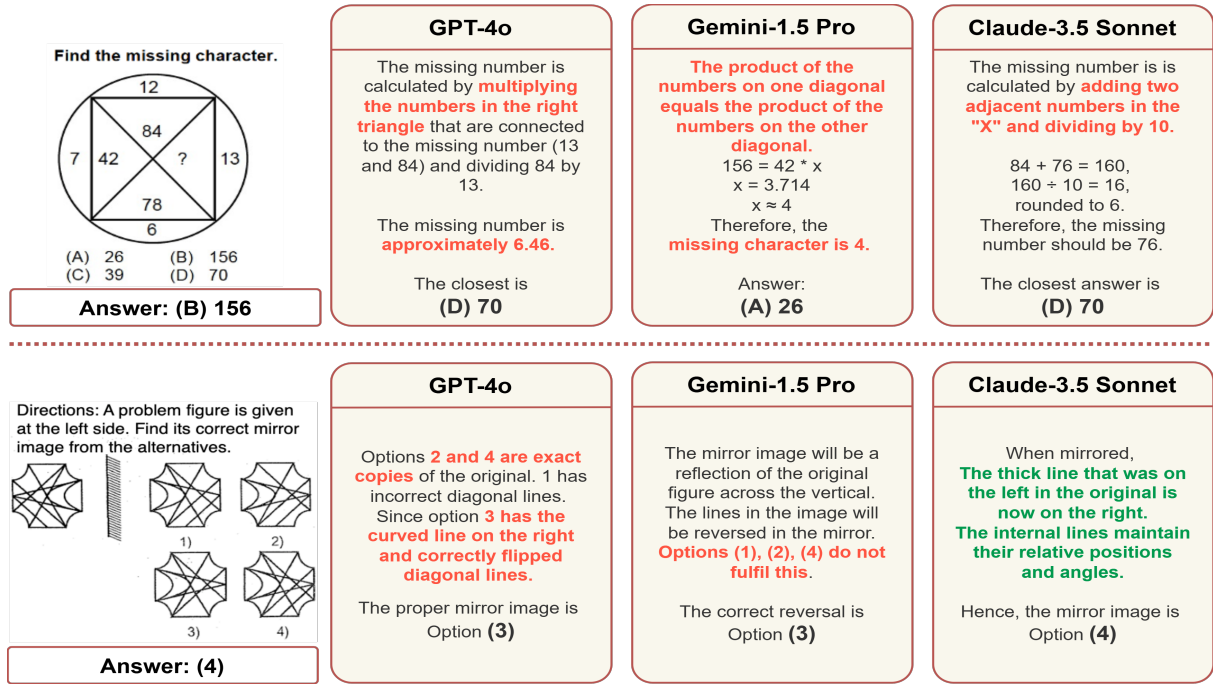 Find the missing character.
12
84
7 42 ? 13
78
6
(A) 26 (B) 156
(C) 39 (D) 70
Answer: (B) 156
GPT-4o
The missing number is
calculated by multiplying
the numbers in the right
triangle that are connected
to the missing number (13
and 84) and dividing 84 by
13.
The missing number is
approximately 6.46.
The closest is
(D) 70
Gemini-1.5 Pro
The product of the
numbers on one diagonal
equals the product of the
numbers on the other
diagonal.
156 = 42 * x
x = 3.714
x ≈ 4
Therefore, the
missing character is 4.
Answer:
(A) 26
Claude-3.5 Sonnet
The missing number is is
calculated by adding two
adjacent numbers in the
"X" and dividing by 10.
84 + 76 = 160,
160 ÷ 10 = 16,
rounded to 6.
Therefore, the missing
number should be 76.
The closest answer is
(D) 70
Directions: A problem figure is given
at the left side. Find its correct mirror
image from the alternatives.
1) 2)
3) 4)
Answer: (4)
GPT-4o
Options 2 and 4 are exact
copies of the original. 1 has
incorrect diagonal lines.
Since option 3 has the
curved line on the right
and correctly flipped
diagonal lines.
The proper mirror image is
Option (3)
Gemini-1.5 Pro
The mirror image will be a
reflection of the original
figure across the vertical.
The lines in the image will
be reversed in the mirror.
Options (1), (2), (4) do not
fulfil this.
The correct reversal is
Option (3)
Claude-3.5 Sonnet
When mirrored,
The thick line that was on
the left in the original is
now on the right.
The internal lines maintain
their relative positions
and angles.
Hence, the mirror image is
Option (4)